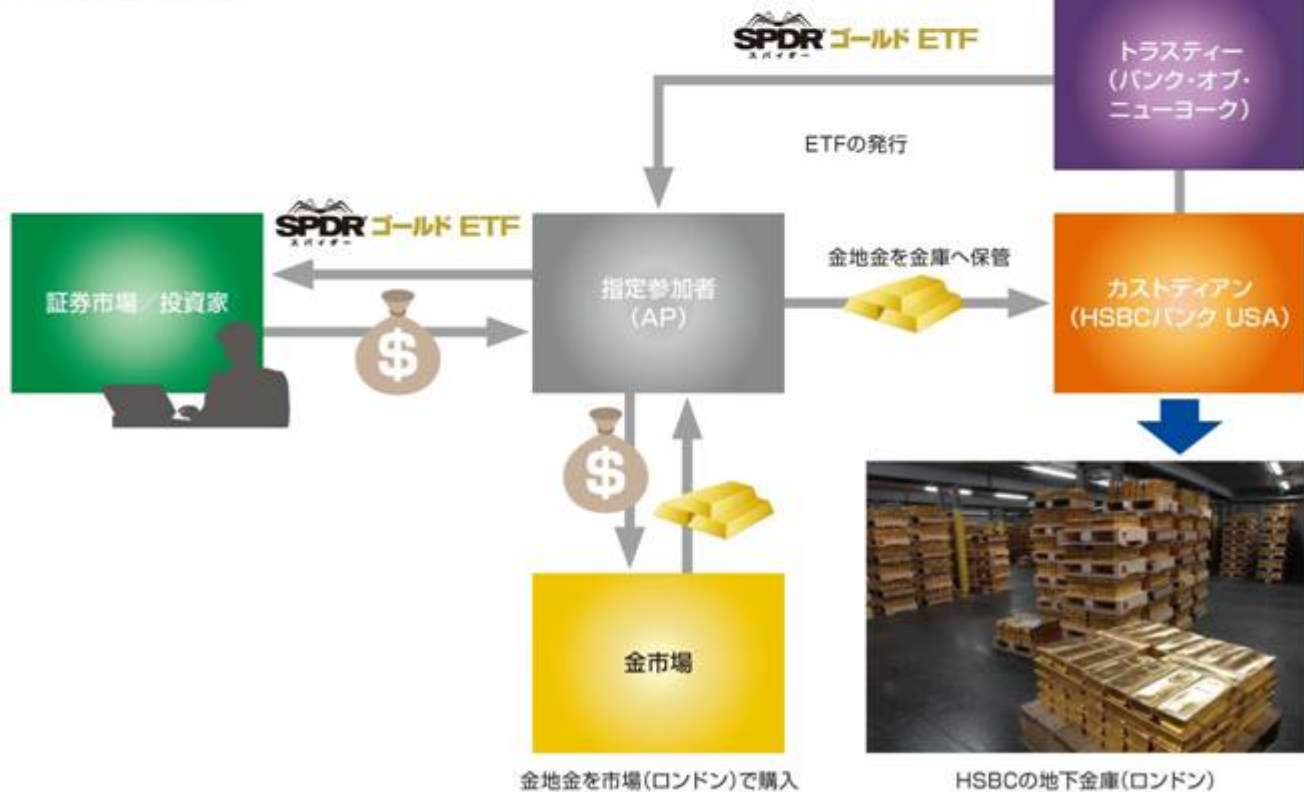 SPDR ゴールド ETF
スパイダー
トラスティー
(バンク・オブ・
ニューヨーク)
ETFの発行
SPDR ゴールド ETF
スパイダー
証券市場／投資家
指定参加者
(AP)
金地金を金庫へ保管
カストディアン
(HSBCバンク USA)
$
$
金市場
金地金を市場(ロンドン)で購入
HSBCの地下金庫(ロンドン)